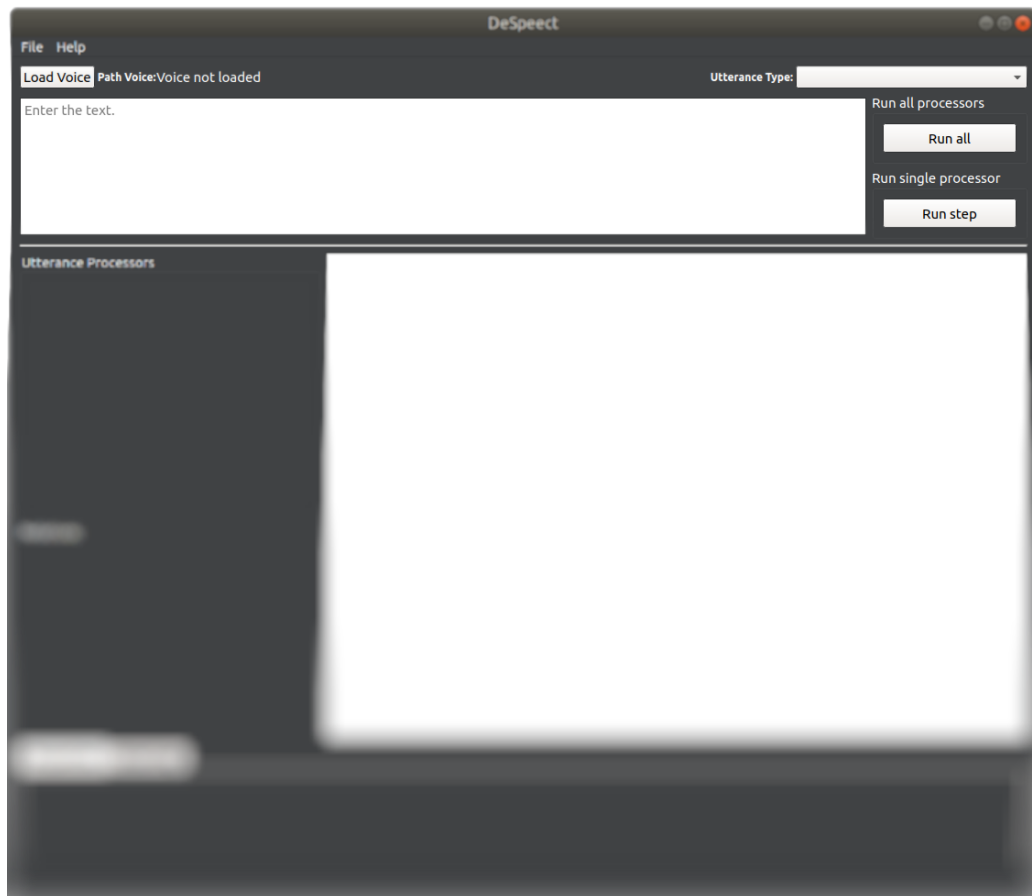 DeSpeect
File Help
Load Voice Path Voice:Voice not loaded Utterance Type:
Enter the text.
Run all processors
Run all
Run single processor
Run step
Utterance Processors